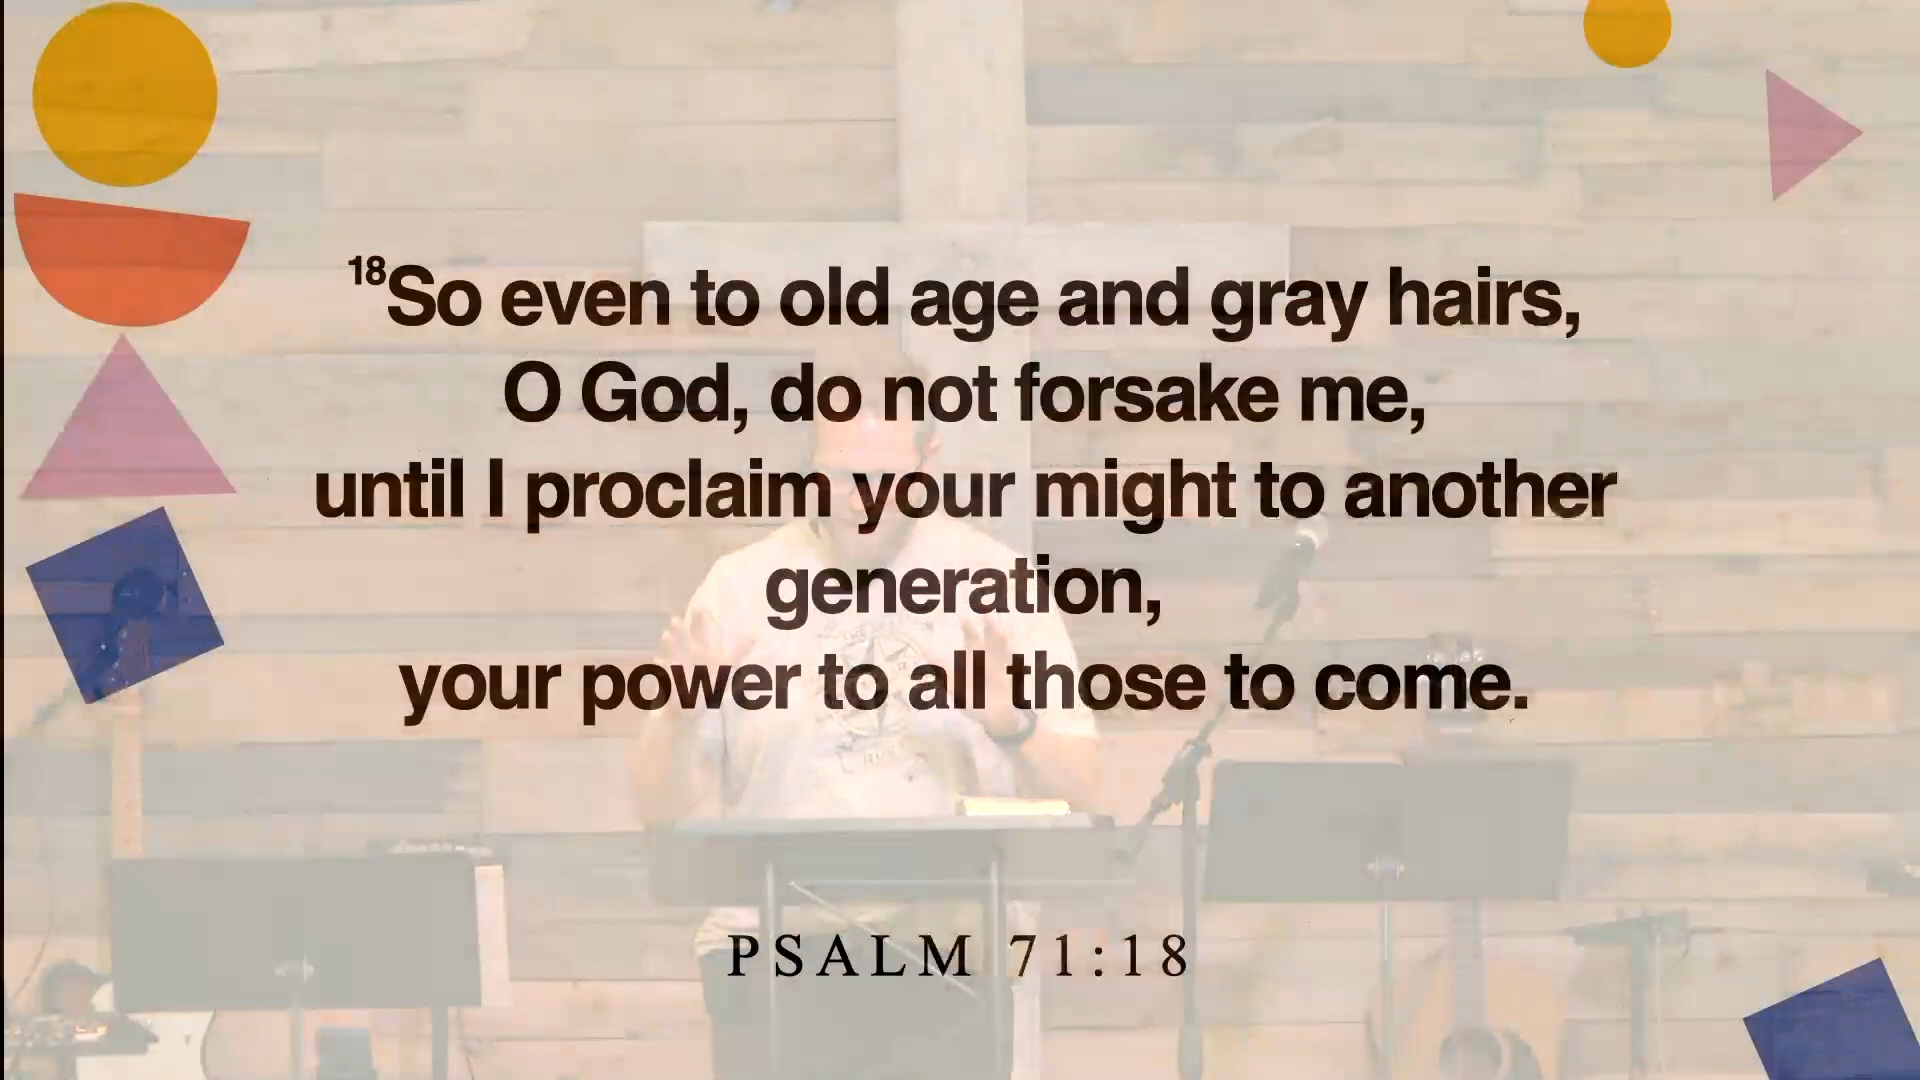 18So even to old age and gray hairs,
O God, do not forsake me,
until I proclaim your might to another
generation,
your power to all those to come.
PSALM 71:18